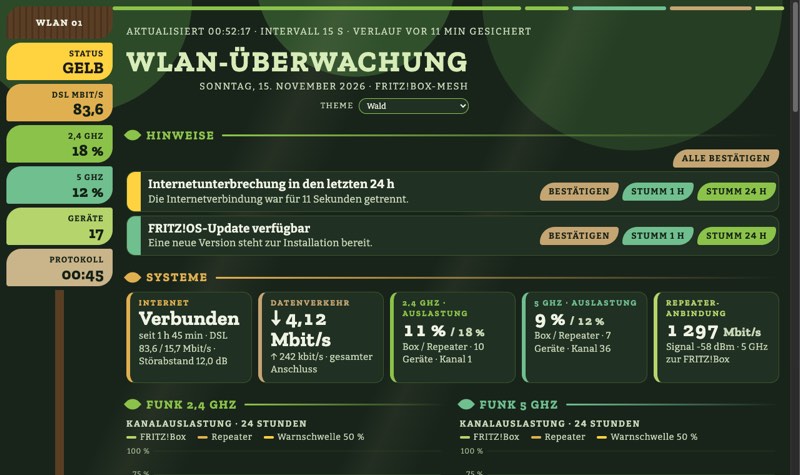 WLAN 01
STATUS
GELB
DSL MBIT/S
83,6
2,4 GHZ
18 %
5 GHZ
12 %
GERÄTE
17
PROTOKOLL
00:45
AKTUALISIERT 00:52:17 · INTERVALL 15 S · VERLAUF VOR 11 MIN GESICHERT
WLAN-ÜBERWACHUNG
SONNTAG, 15. NOVEMBER 2026 · FRITZ!BOX-MESH
THEME Wald
HINWEISE
ALLE BESTÄTIGEN
Internetunterbrechung in den letzten 24 h
Die Internetverbindung war für 11 Sekunden getrennt.
BESTÄTIGEN STUMM 1 H STUMM 24 H
FRITZ!OS-Update verfügbar
Eine neue Version steht zur Installation bereit.
BESTÄTIGEN STUMM 1 H STUMM 24 H
SYSTEME
INTERNET
Verbunden
seit 1 h 45 min · DSL
83,6 / 15,7 Mbit/s ·
Störabstand 12,0 dB
DATENVERKEHR
↓ 4,12
Mbit/s
↑ 242 kbit/s · gesamter
Anschluss
2,4 GHZ ·
AUSLASTUNG
11 % / 18 %
Box / Repeater · 10
Geräte · Kanal 1
5 GHZ · AUSLASTUNG
9 % / 12 %
Box / Repeater · 7
Geräte · Kanal 36
REPEATER-
ANBINDUNG
1 297 Mbit/s
Signal -58 dBm · 5 GHz
zur FRITZ!Box
FUNK 2,4 GHZ
KANALAUSLASTUNG · 24 STUNDEN
FRITZ!Box Repeater Warnschwelle 50 %
100 %
75 %
FUNK 5 GHZ
KANALAUSLASTUNG · 24 STUNDEN
FRITZ!Box Repeater Warnschwelle 50 %
100 %
75 %